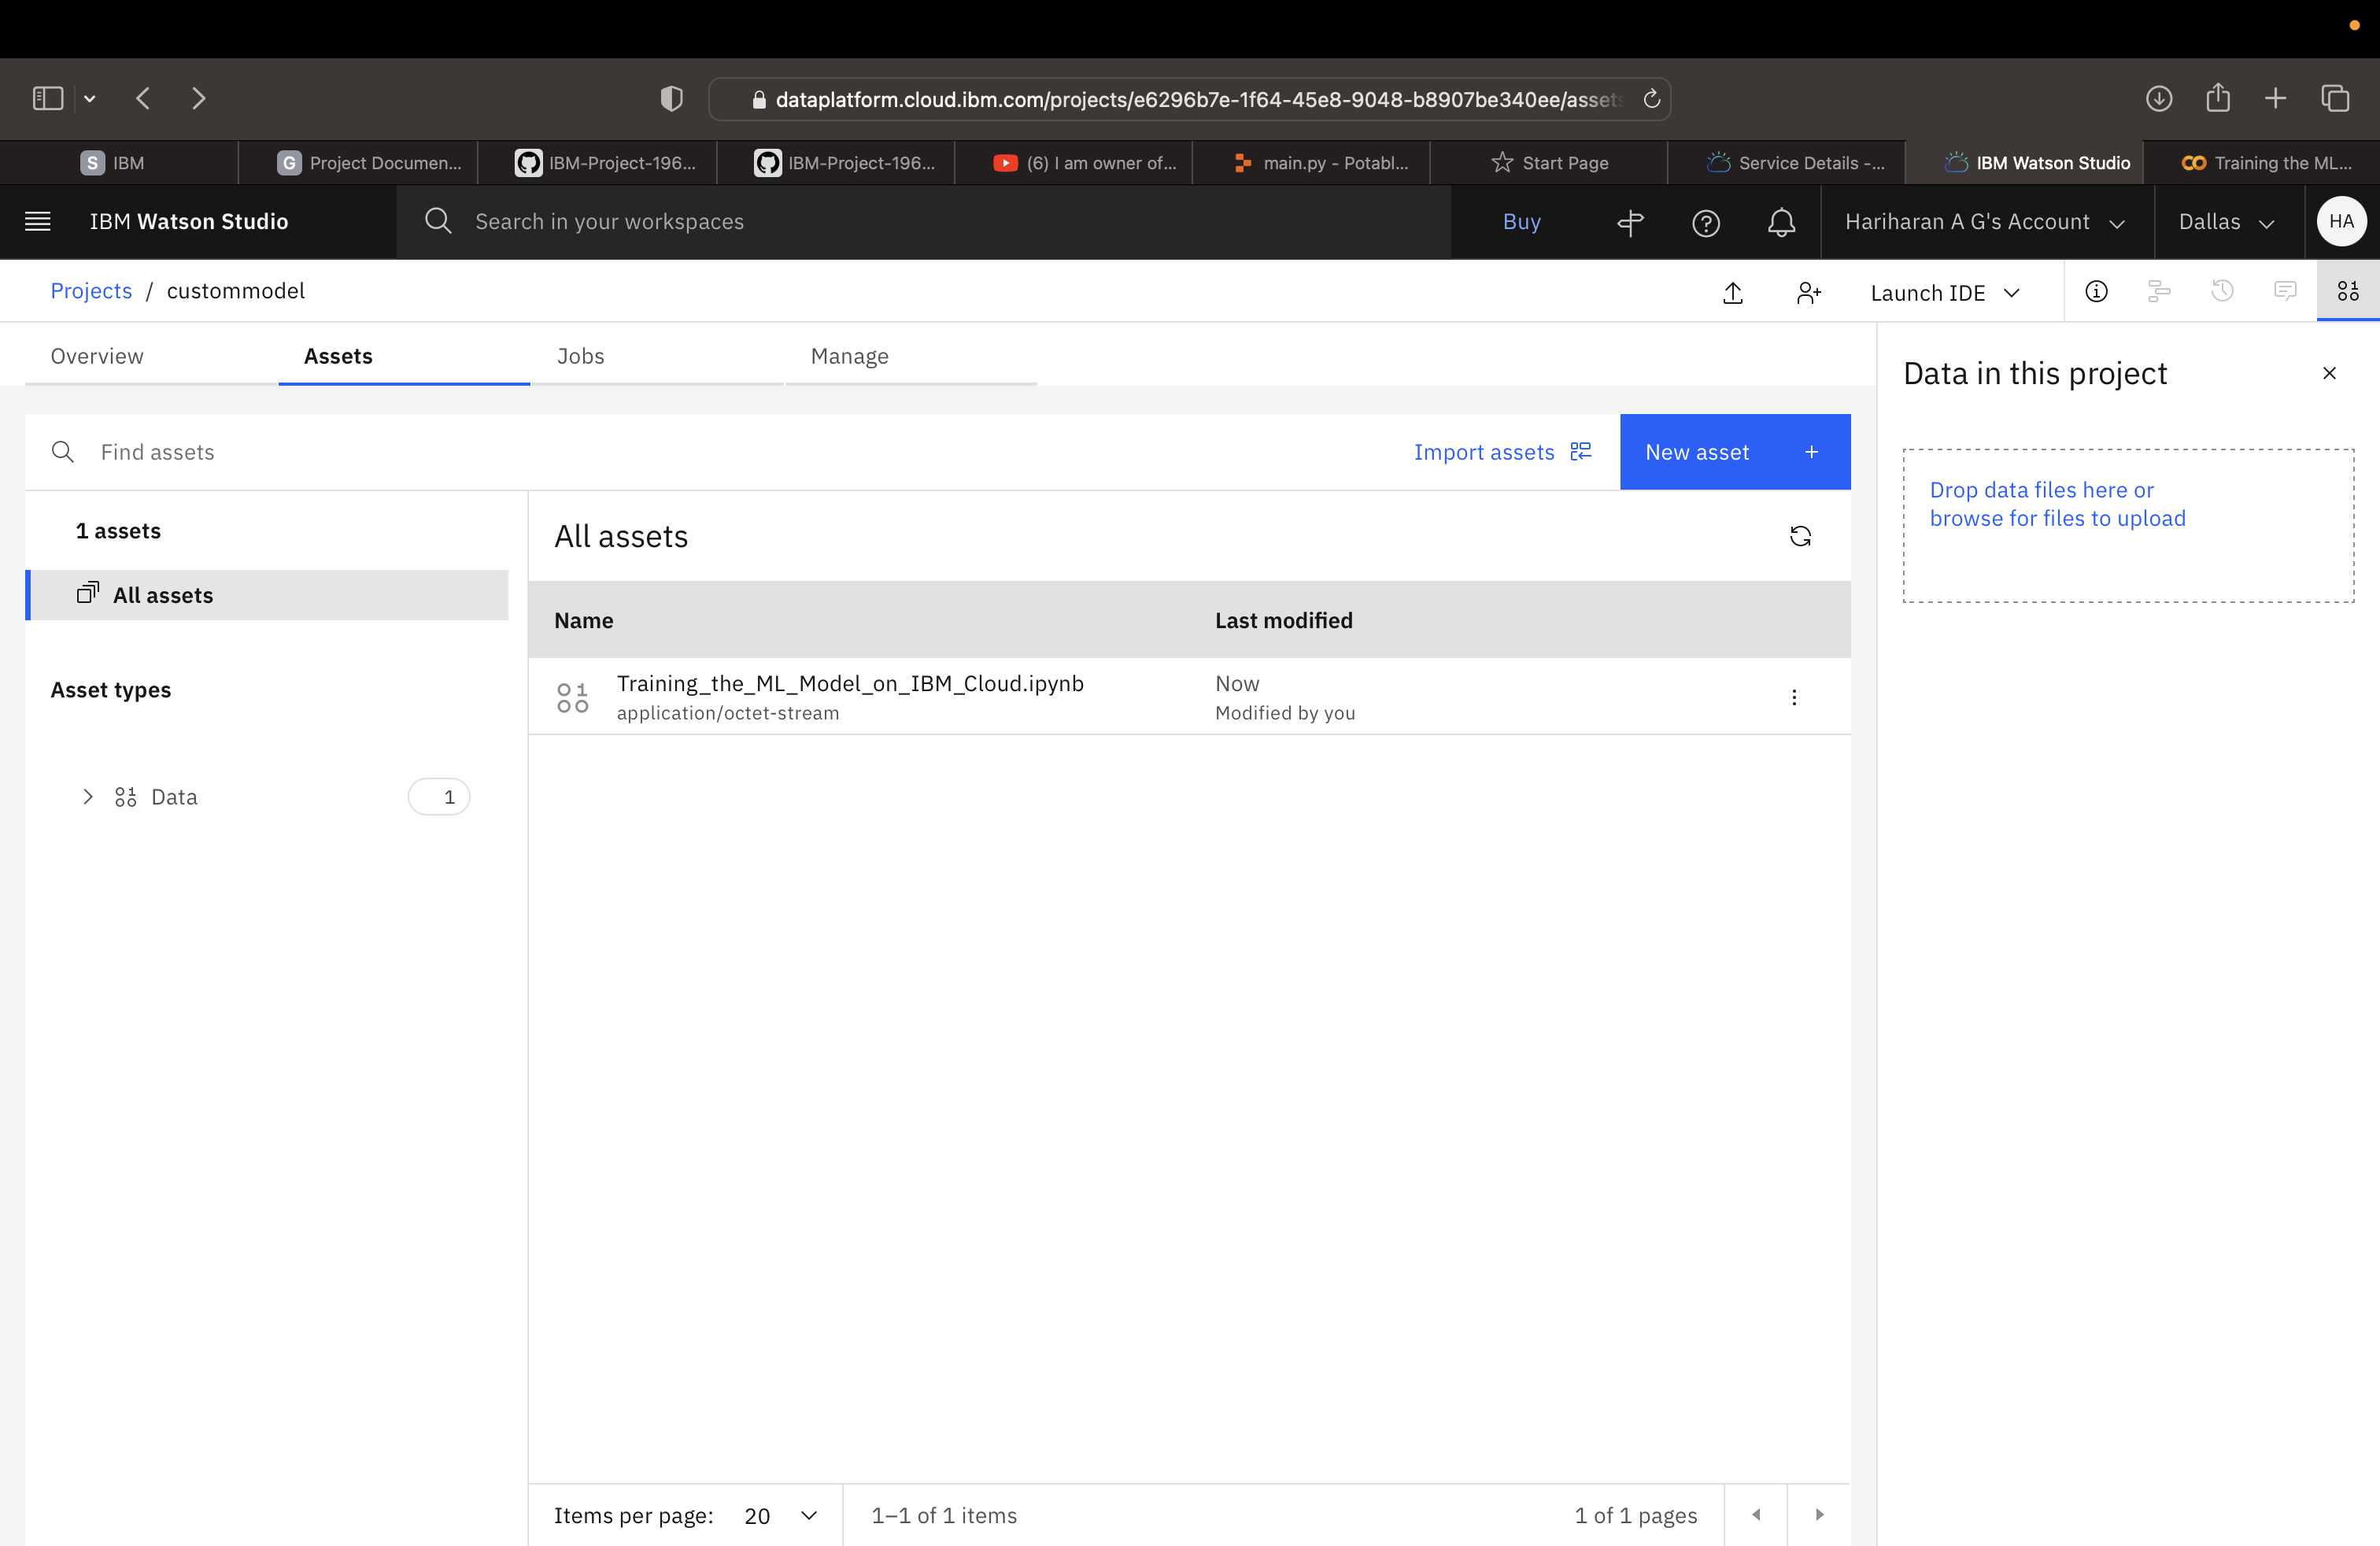 dataplatform.cloud.ibm.com/projects/e6296b7e-1f64-45e8-9048-b8907be340ee/asset
S IBM
G Project Documen...
IBM-Project-196...
IBM-Project-196...
(6) I am owner of...
main.py - Potabl...
Start Page
Service Details -...
IBM Watson Studio
Training the ML...
IBM Watson Studio
Search in your workspaces
Buy
Hariharan A G's Account
Dallas
HA
Projects / custommodel
Launch IDE
Overview
Assets
Jobs
Manage
Data in this project
Find assets
Import assets
New asset +
Drop data files here or
browse for files to upload
1 assets
All assets
All assets
Name
Last modified
Asset types
Training_the_ML_Model_on_IBM_Cloud.ipynb
application/octet-stream
Now
Modified by you
Data
1
Items per page: 20
1–1 of 1 items
1 of 1 pages